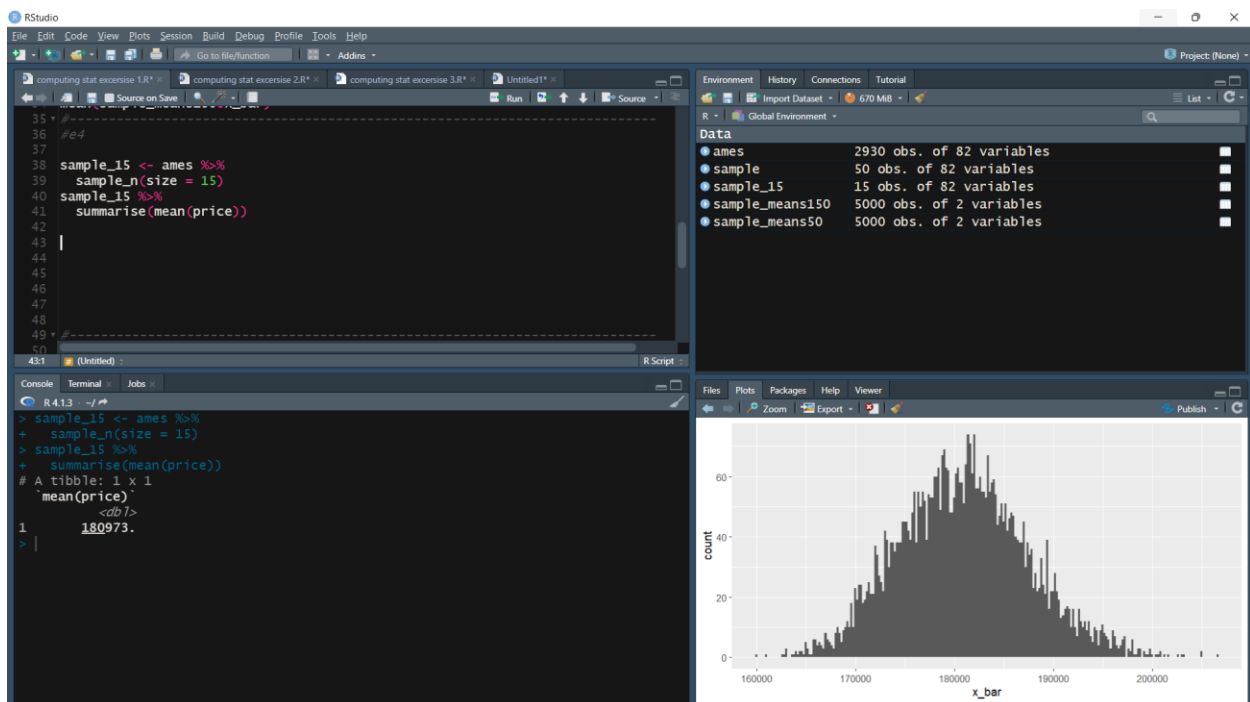 RStudio
File Edit Code View Plots Session Build Debug Profile Tools Help
Go to file/function Addins Project: (None)
computing stat excersise 1.R* computing stat excersise 2.R* computing stat excersise 3.R* Untitled1*
Source on Save Run Source
35 #
36 #e4
37
38 sample_15 <- ames %>%
39 sample_n(size = 15)
40 sample_15 %>%
41 summarise(mean(price))
42
43
44
45
46
47
48
49 #
50
43:1 (Untitled) R Script
Console Terminal Jobs
R 4.1.3 · ~/
> sample_15 <- ames %>%
+ sample_n(size = 15)
> sample_15 %>%
+ summarise(mean(price))
# A tibble: 1 x 1
`mean(price)`
<dbl>
1 180973.
>
Environment History Connections Tutorial
Import Dataset 670 MiB List
R Global Environment
Data
ames 2930 obs. of 82 variables
sample 50 obs. of 82 variables
sample_15 15 obs. of 82 variables
sample_means150 5000 obs. of 2 variables
sample_means50 5000 obs. of 2 variables
Files Plots Packages Help Viewer
Zoom Export Publish
60
40
20
0
count
160000 170000 180000 190000 200000
x_bar